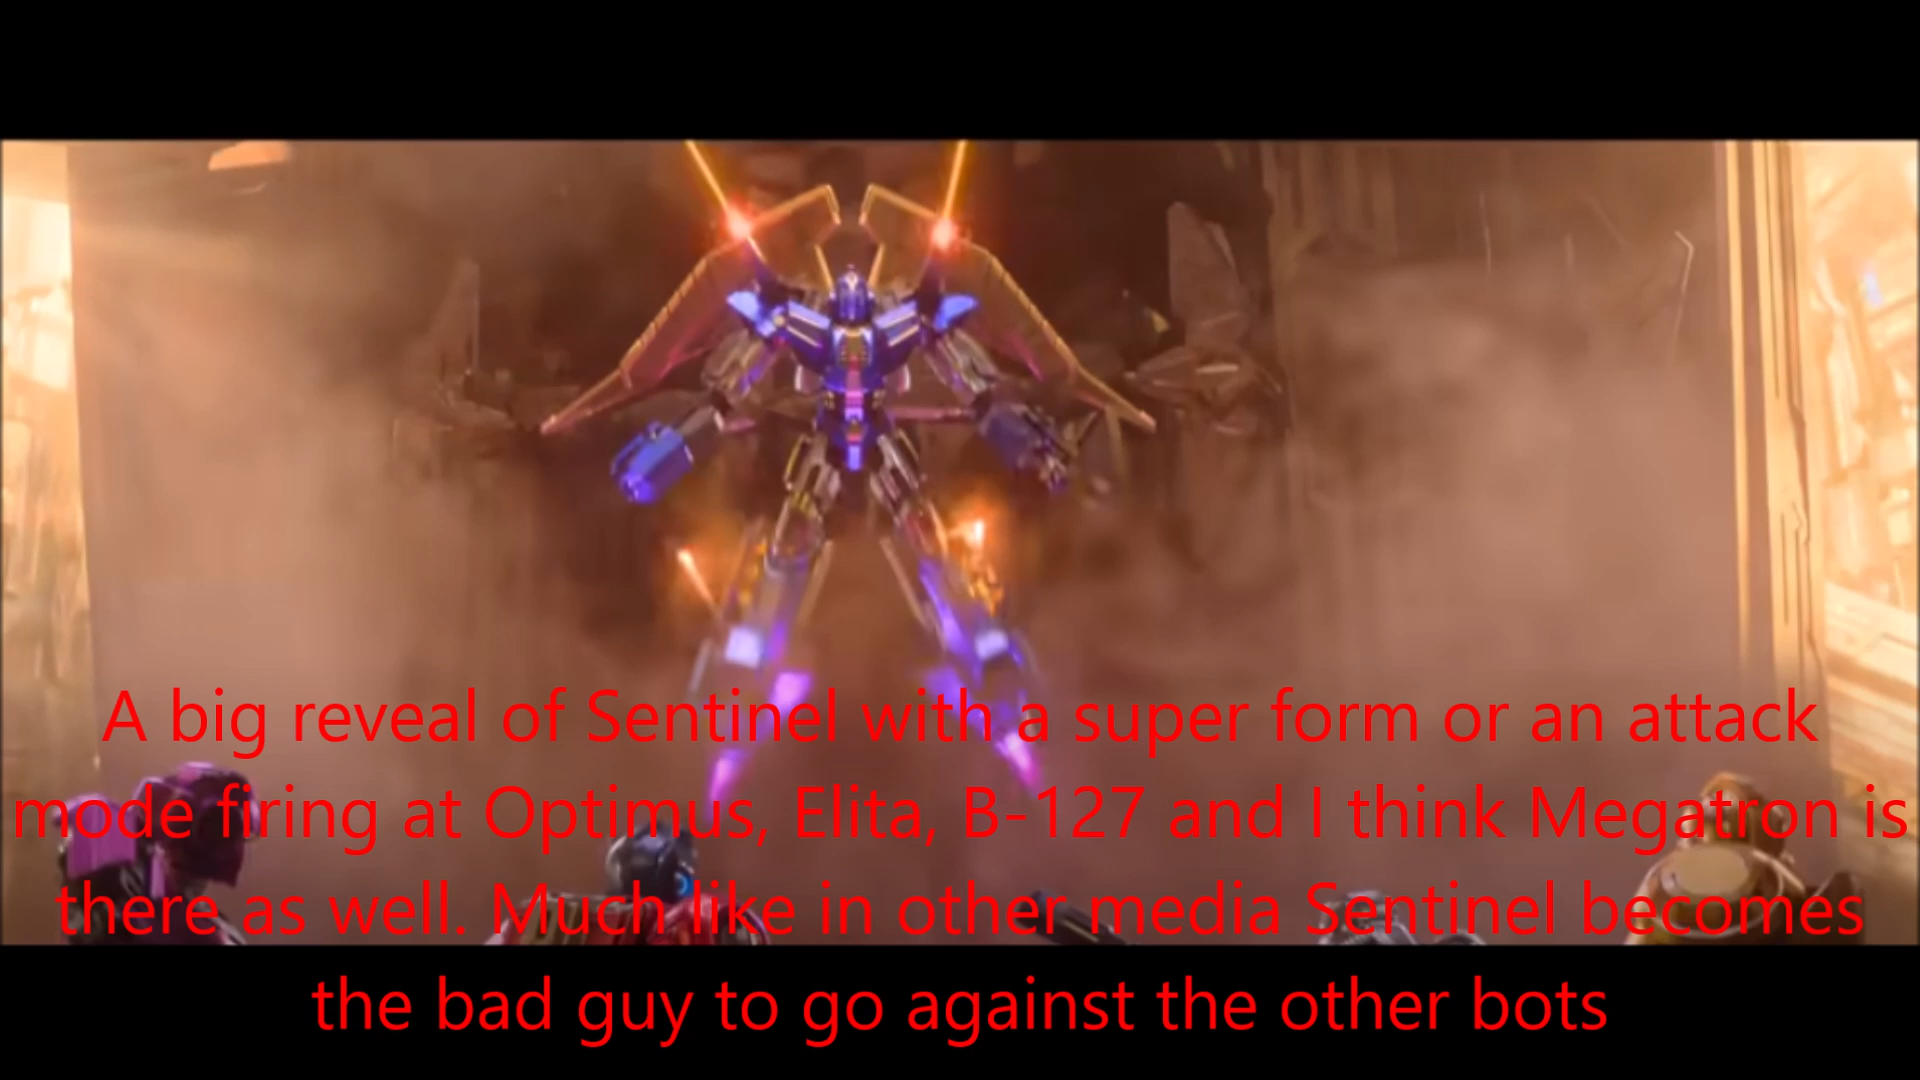 A big reveal of Sentinel with a super form or an attack
mode firing at Optimus, Elita, B-127 and I think Megatron is
there as well. Much like in other media Sentinel becomes
the bad guy to go against the other bots